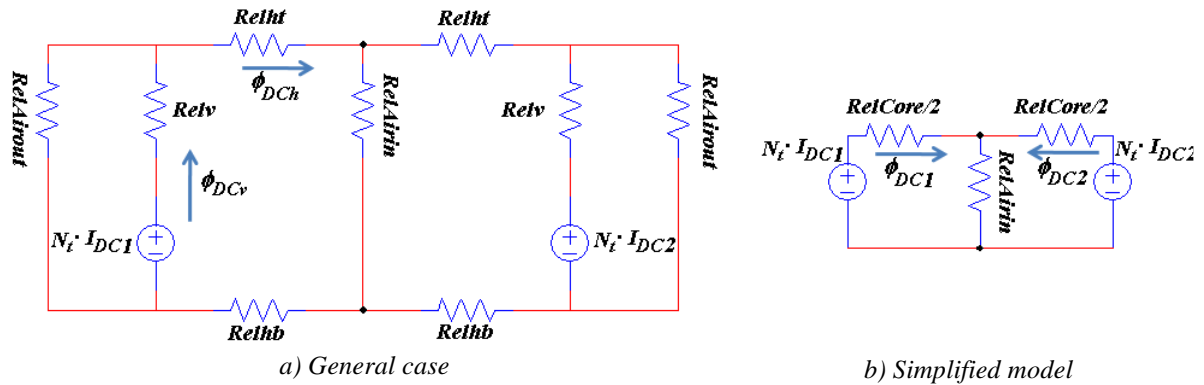 Relht
Relht
RelAirout
Relv
ϕDCh
RelAirin
Relv
RelAirout
ϕDCv
Nt· IDC1
Nt· IDC2
Relhb
Relhb
a) General case
RelCore/2
RelCore/2
Nt· IDC1
ϕDC1
RelAirin
ϕDC2
Nt· IDC2
b) Simplified model